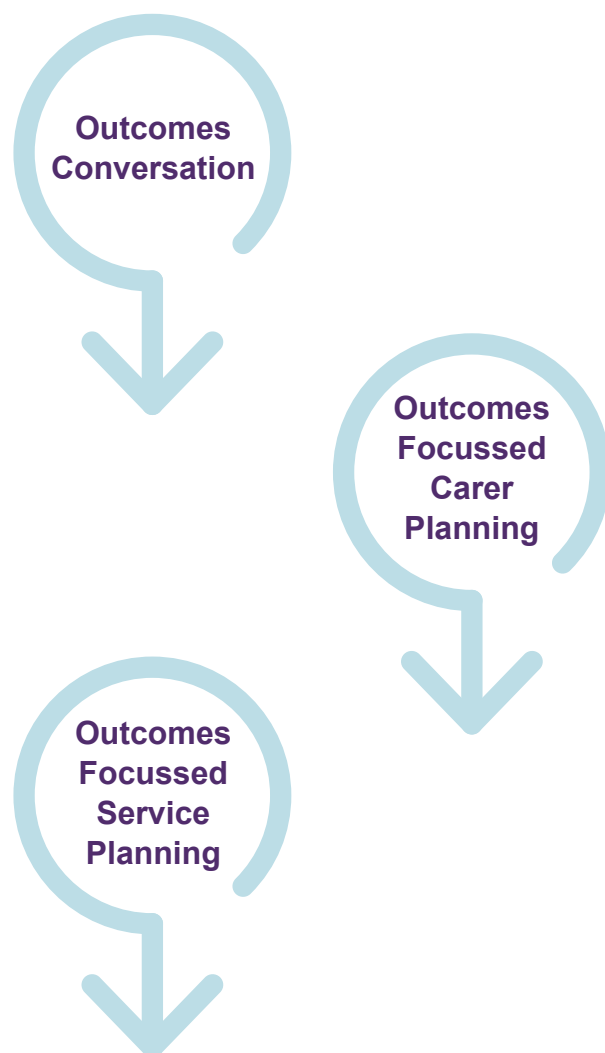 Outcomes
Conversation
Outcomes
Focussed
Carer
Planning
Outcomes
Focussed
Service
Planning